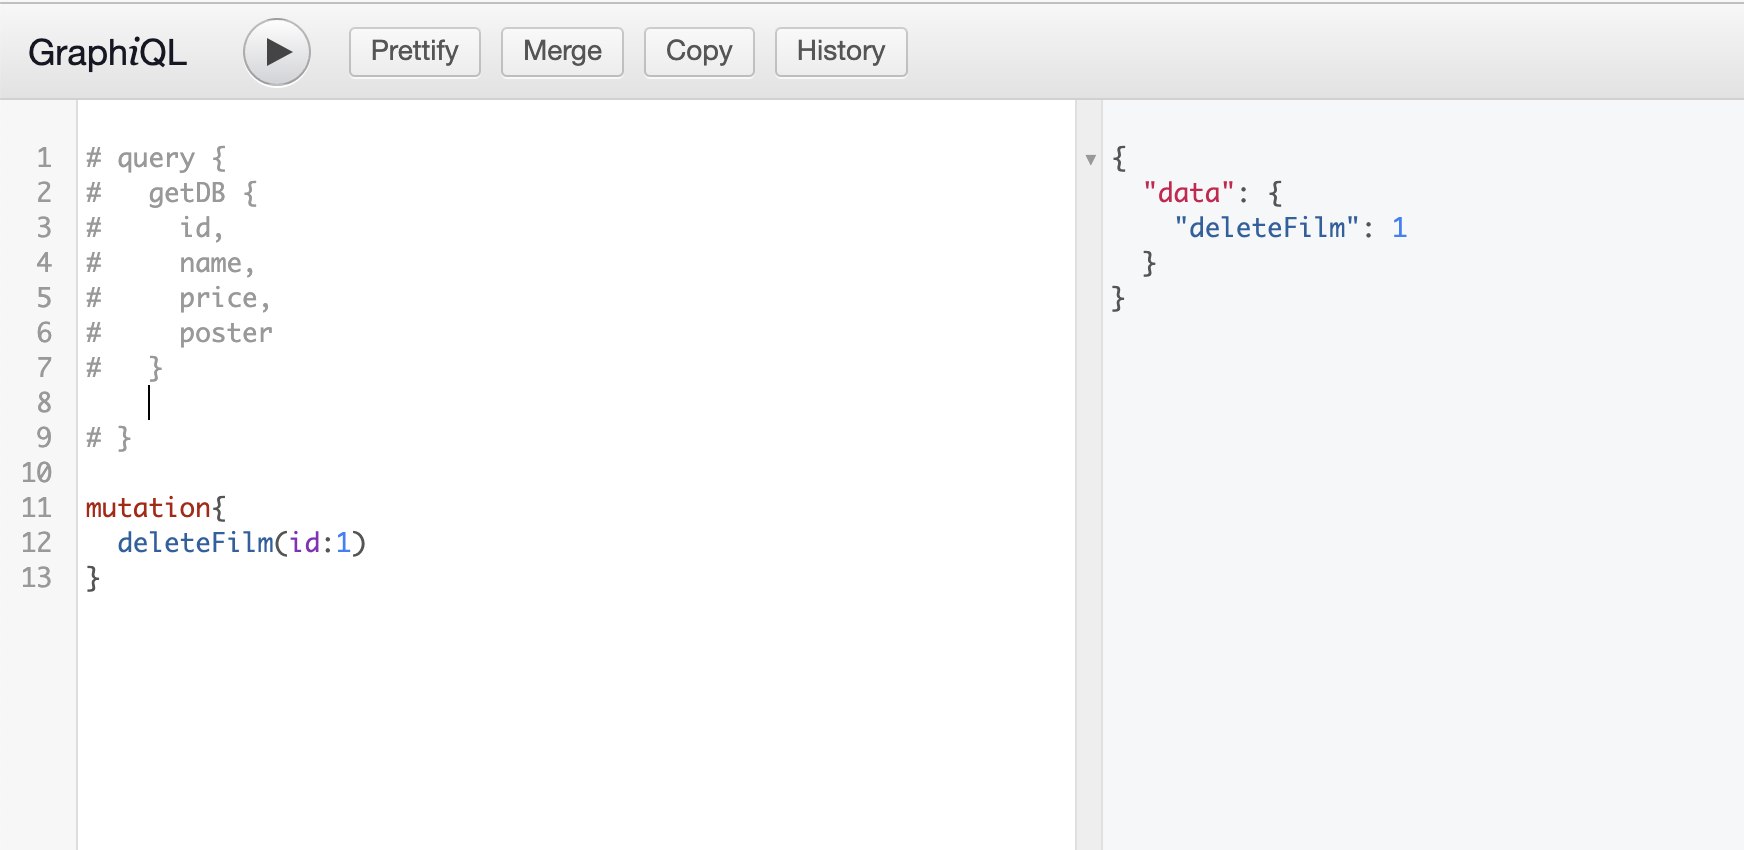 GraphiQL Prettify Merge Copy History
1 # query {
2 #   getDB {
3 #     id,
4 #     name,
5 #     price,
6 #     poster
7 #   }
8
9 # }
10
11 mutation{
12   deleteFilm(id:1)
13 }
{
  "data": {
    "deleteFilm": 1
  }
}